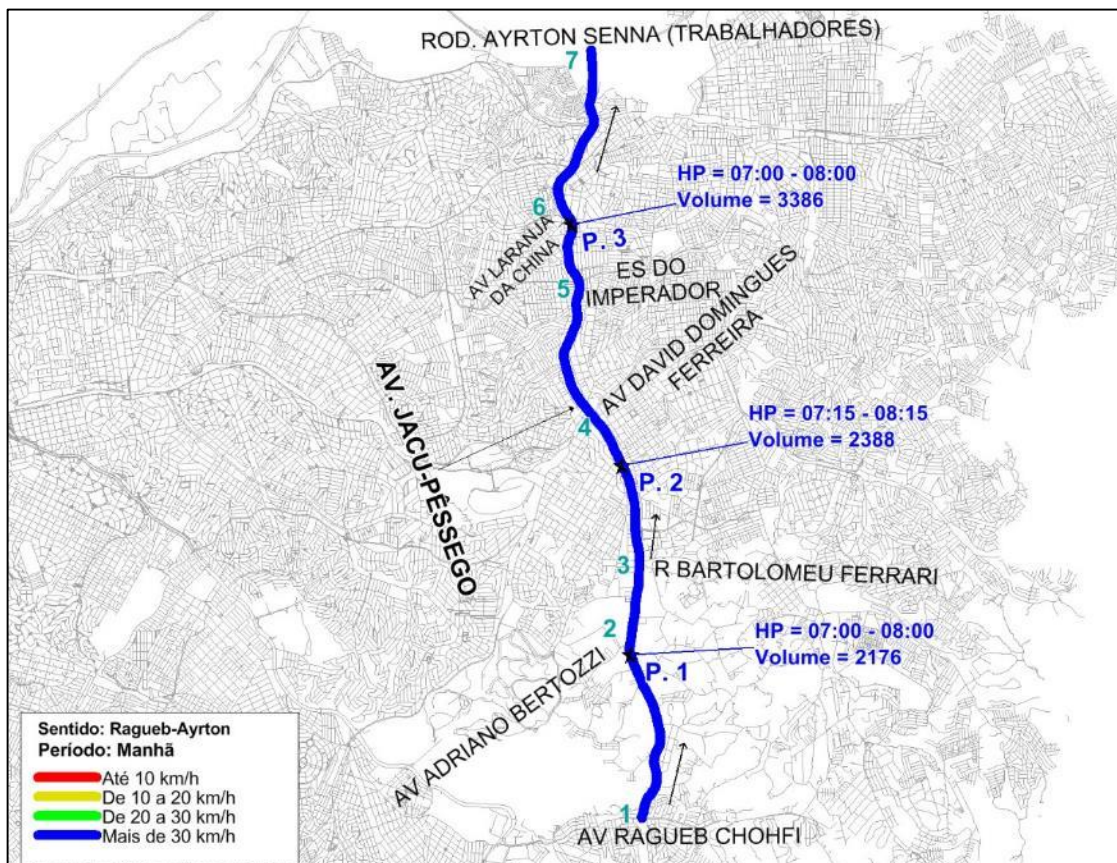 ROD. AYRTON SENNA (TRABALHADORES)
7
HP = 07:00 - 08:00
Volume = 3386
6
AV LARANJA
DA CHINA
P. 3
ES DO
IMPERADOR
5
AV DAVID DOMINGUES
FERREIRA
AV. JACU-PÊSSEGO
4
HP = 07:15 - 08:15
Volume = 2388
P. 2
3
R BARTOLOMEU FERRARI
2
HP = 07:00 - 08:00
Volume = 2176
P. 1
AV ADRIANO BERTOZZI
1
AV RAGUEB CHOHFI
Sentido: Ragueb-Ayrton
Período: Manhã
Até 10 km/h
De 10 a 20 km/h
De 20 a 30 km/h
Mais de 30 km/h